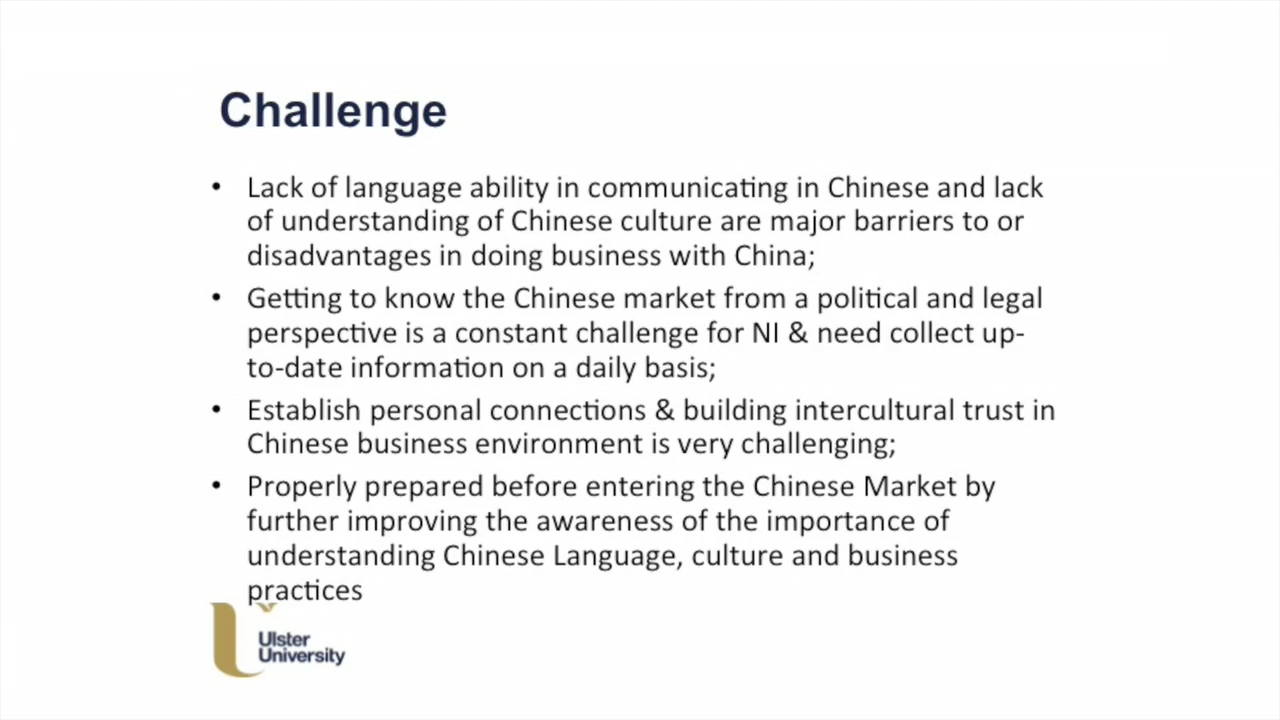 Challenge
• Lack of language ability in communicating in Chinese and lack
of understanding of Chinese culture are major barriers to or
disadvantages in doing business with China;
• Getting to know the Chinese market from a political and legal
perspective is a constant challenge for NI & need collect up-
to-date information on a daily basis;
• Establish personal connections & building intercultural trust in
Chinese business environment is very challenging;
• Properly prepared before entering the Chinese Market by
further improving the awareness of the importance of
understanding Chinese Language, culture and business
practices
Ulster
University